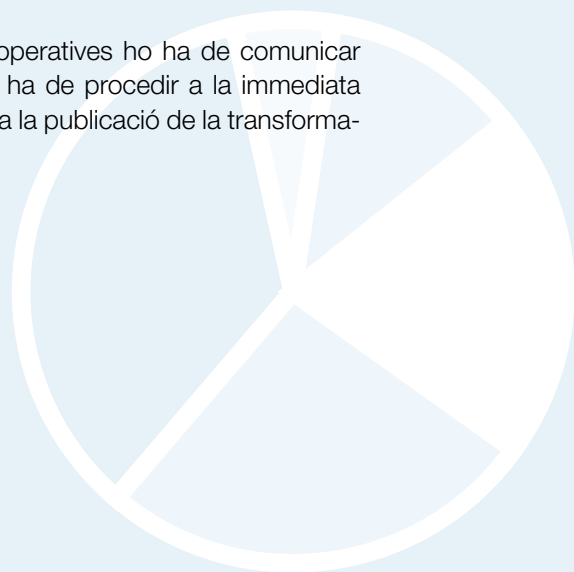 operatives ho ha de comunicar
ha de procedir a la immediata
a la publicació de la transforma-